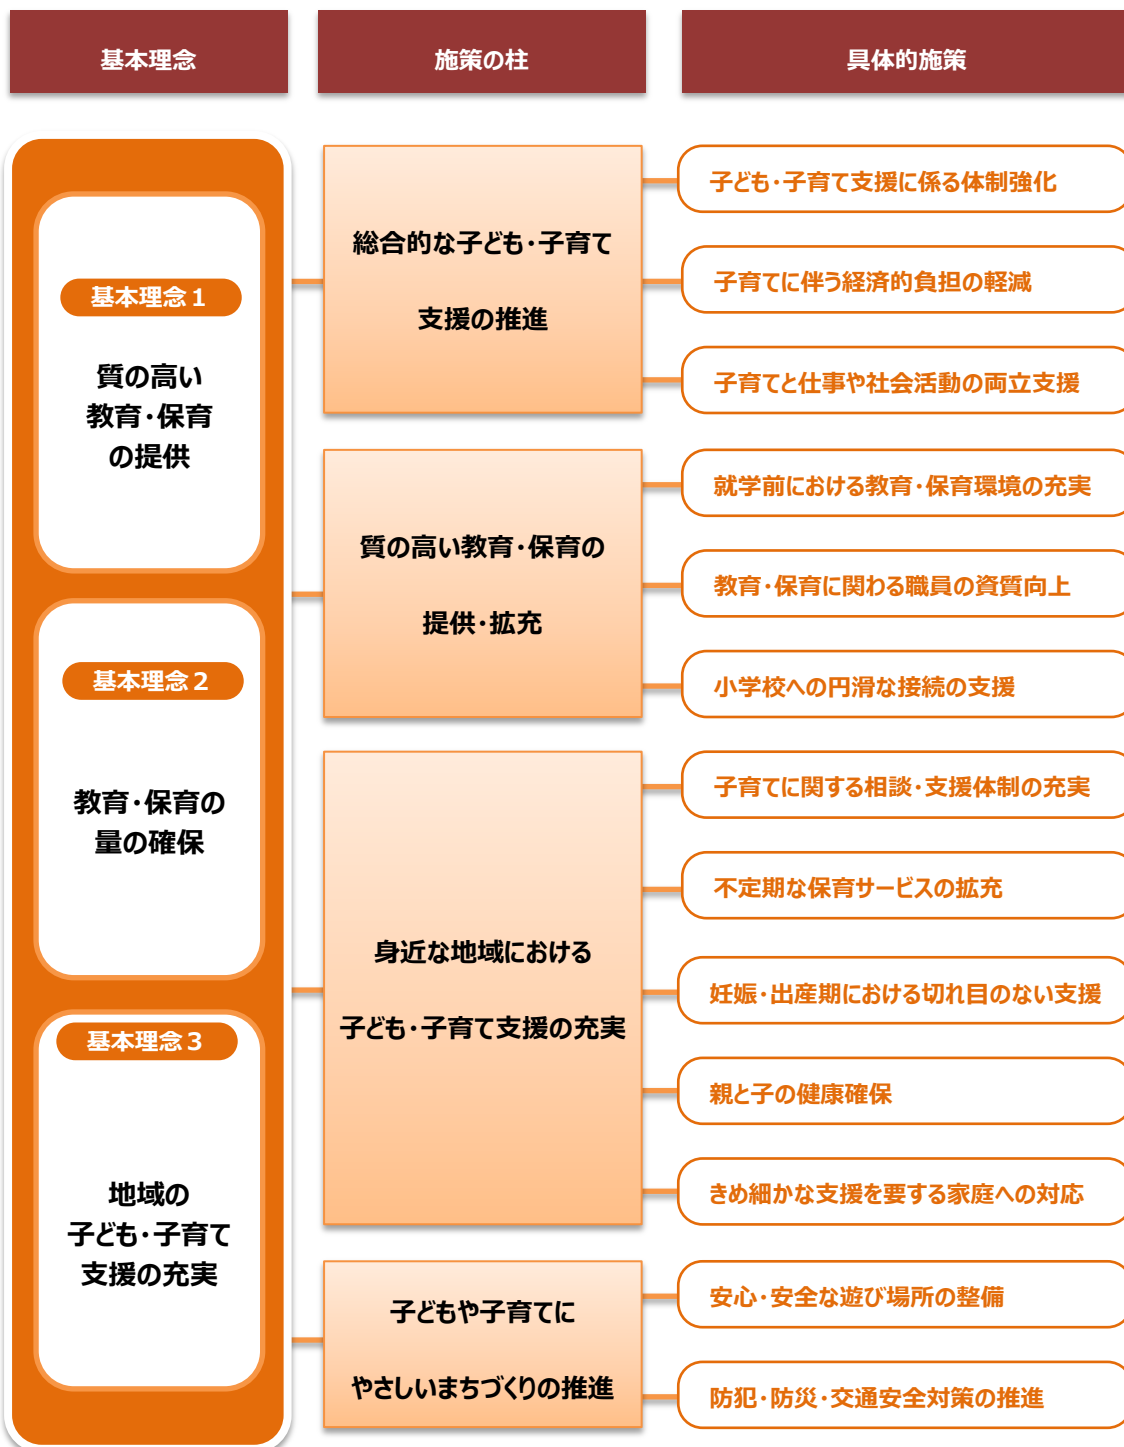 基本理念
施策の柱
具体的施策
基本理念１
質の高い
教育・保育
の提供
基本理念２
教育・保育の
量の確保
基本理念３
地域の
子ども・子育て
支援の充実
総合的な子ども・子育て
支援の推進
子ども・子育て支援に係る体制強化
子育てに伴う経済的負担の軽減
子育てと仕事や社会活動の両立支援
質の高い教育・保育の
提供・拡充
就学前における教育・保育環境の充実
教育・保育に関わる職員の資質向上
小学校への円滑な接続の支援
身近な地域における
子ども・子育て支援の充実
子育てに関する相談・支援体制の充実
不定期な保育サービスの拡充
妊娠・出産期における切れ目のない支援
親と子の健康確保
きめ細かな支援を要する家庭への対応
子どもや子育てに
やさしいまちづくりの推進
安心・安全な遊び場所の整備
防犯・防災・交通安全対策の推進